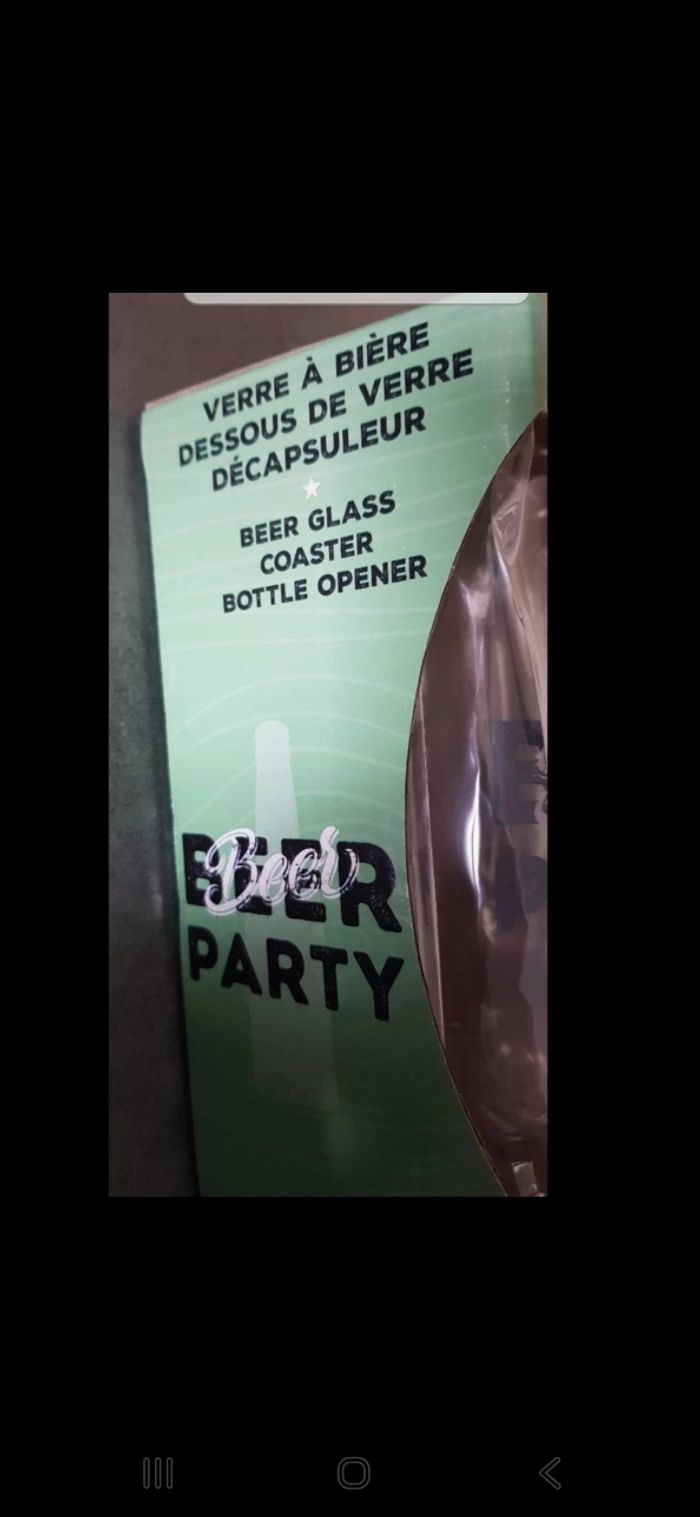 VERRE À BIÈRE
DESSOUS DE VERRE
DÉCAPSULEUR
BEER GLASS
COASTER
BOTTLE OPENER
BEER
Beer
PARTY